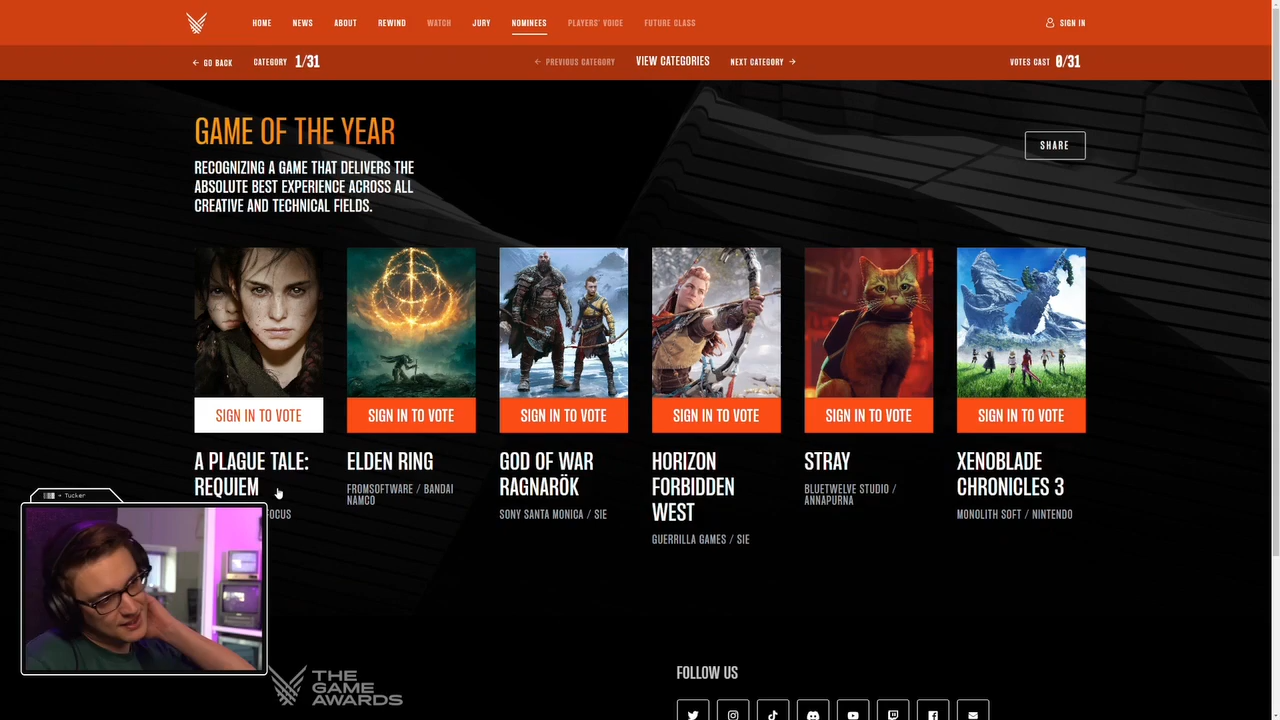 HOME NEWS ABOUT REWIND WATCH JURY NOMINEES PLAYERS' VOICE FUTURE CLASS SIGN IN
GO BACK CATEGORY 1/31 PREVIOUS CATEGORY VIEW CATEGORIES NEXT CATEGORY VOTES CAST 0/31
GAME OF THE YEAR
SHARE
RECOGNIZING A GAME THAT DELIVERS THE
ABSOLUTE BEST EXPERIENCE ACROSS ALL
CREATIVE AND TECHNICAL FIELDS.
SIGN IN TO VOTE
A PLAGUE TALE:
REQUIEM
FOCUS
SIGN IN TO VOTE
ELDEN RING
FROMSOFTWARE / BANDAI
NAMCO
SIGN IN TO VOTE
GOD OF WAR
RAGNARÖK
SONY SANTA MONICA / SIE
SIGN IN TO VOTE
HORIZON
FORBIDDEN
WEST
GUERRILLA GAMES / SIE
SIGN IN TO VOTE
STRAY
BLUETWELVE STUDIO /
ANNAPURNA
SIGN IN TO VOTE
XENOBLADE
CHRONICLES 3
MONOLITH SOFT / NINTENDO
Tucker
THE
GAME
AWARDS
FOLLOW US